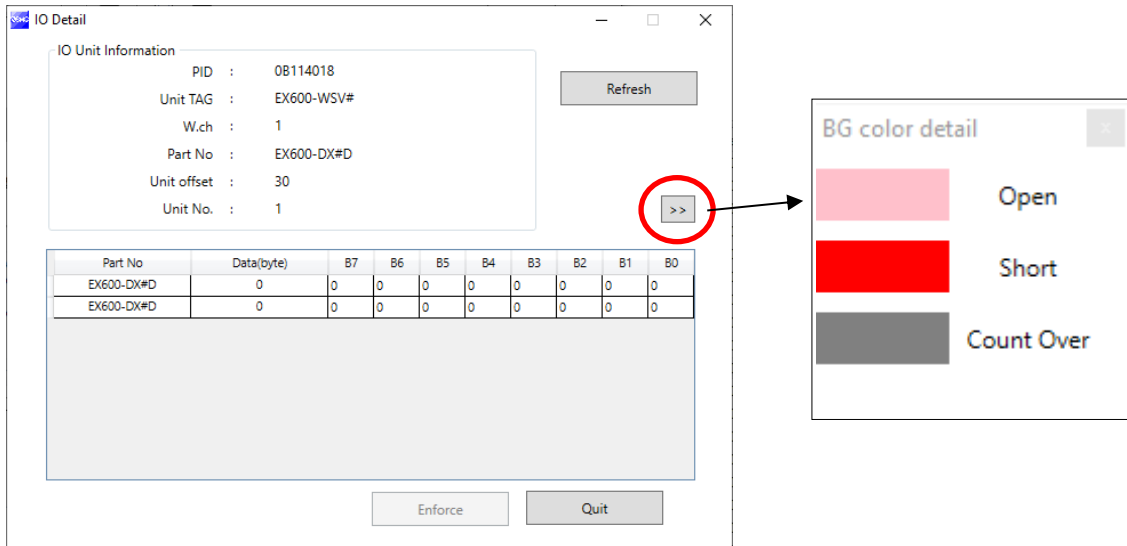 IO Detail
IO Unit Information
PID : 0B114018
Unit TAG : EX600-WSV#
W.ch : 1
Part No : EX600-DX#D
Unit offset : 30
Unit No. : 1
Refresh
>>
Part No Data(byte) B7 B6 B5 B4 B3 B2 B1 B0
EX600-DX#D 0 0 0 0 0 0 0 0 0
EX600-DX#D 0 0 0 0 0 0 0 0 0
Enforce Quit
BG color detail x
Open
Short
Count Over